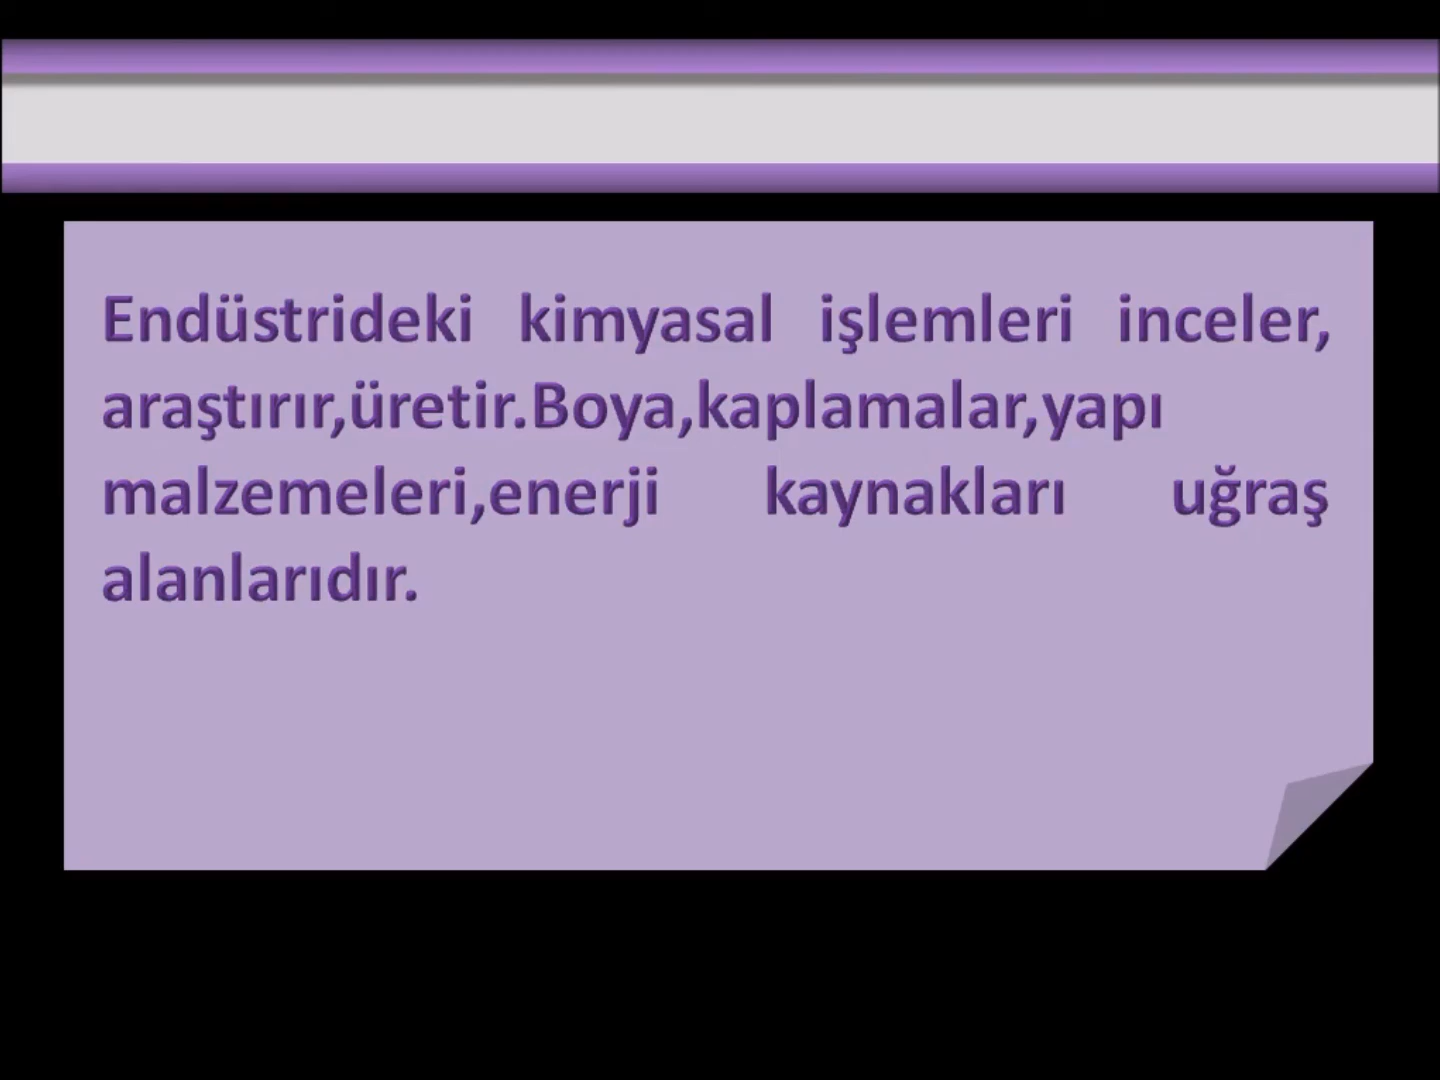 Endüstrideki kimyasal işlemleri inceler,
araştırır,üretir.Boya,kaplamalar,yapı
malzemeleri,enerji kaynakları uğraş
alanlarıdır.